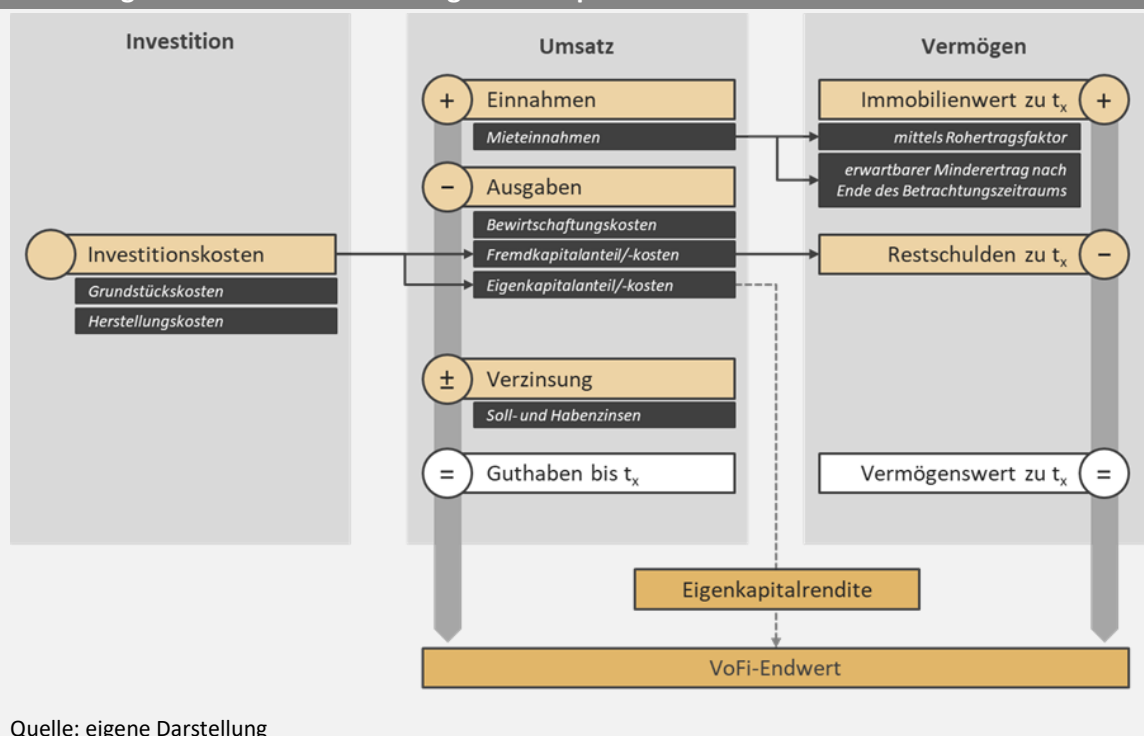 Investition
Investitionskosten
Grundstückskosten
Herstellungskosten
Umsatz
+ Einnahmen
Mieteinnahmen
− Ausgaben
Bewirtschaftungskosten
Fremdkapitalanteil/-kosten
Eigenkapitalanteil/-kosten
± Verzinsung
Soll- und Habenzinsen
= Guthaben bis tₓ
Vermögen
Immobilienwert zu tₓ +
mittels Rohertragsfaktor
erwartbarer Minderertrag nach
Ende des Betrachtungszeitraums
Restschulden zu tₓ −
Vermögenswert zu tₓ =
Eigenkapitalrendite
VoFi-Endwert
Quelle: eigene Darstellung